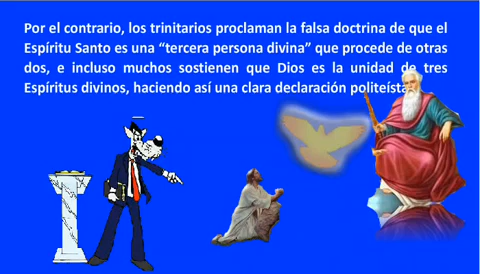 Por el contrario, los trinitarios proclaman la falsa doctrina de que el
Espíritu Santo es una “tercera persona divina” que procede de otras
dos, e incluso muchos sostienen que Dios es la unidad de tres
Espíritus divinos, haciendo así una clara declaración politeísta